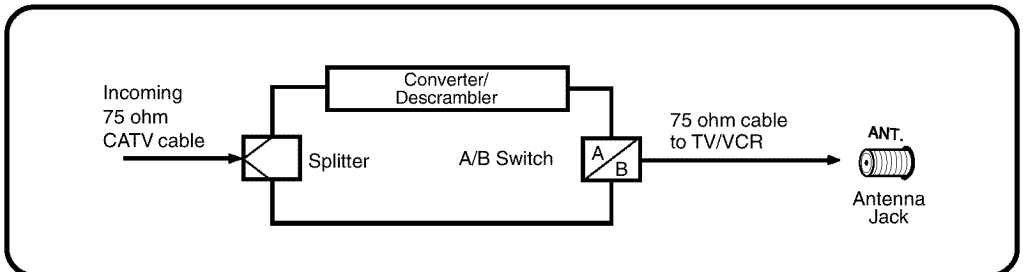 Incoming
75 ohm
CATV cable
Splitter
Converter/
Descrambler
A/B Switch
A
B
75 ohm cable
to TV/VCR
ANT.
Antenna
Jack